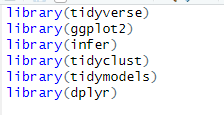 library(tidyverse)
library(ggplot2)
library(infer)
library(tidyclust)
library(tidymodels)
library(dplyr)